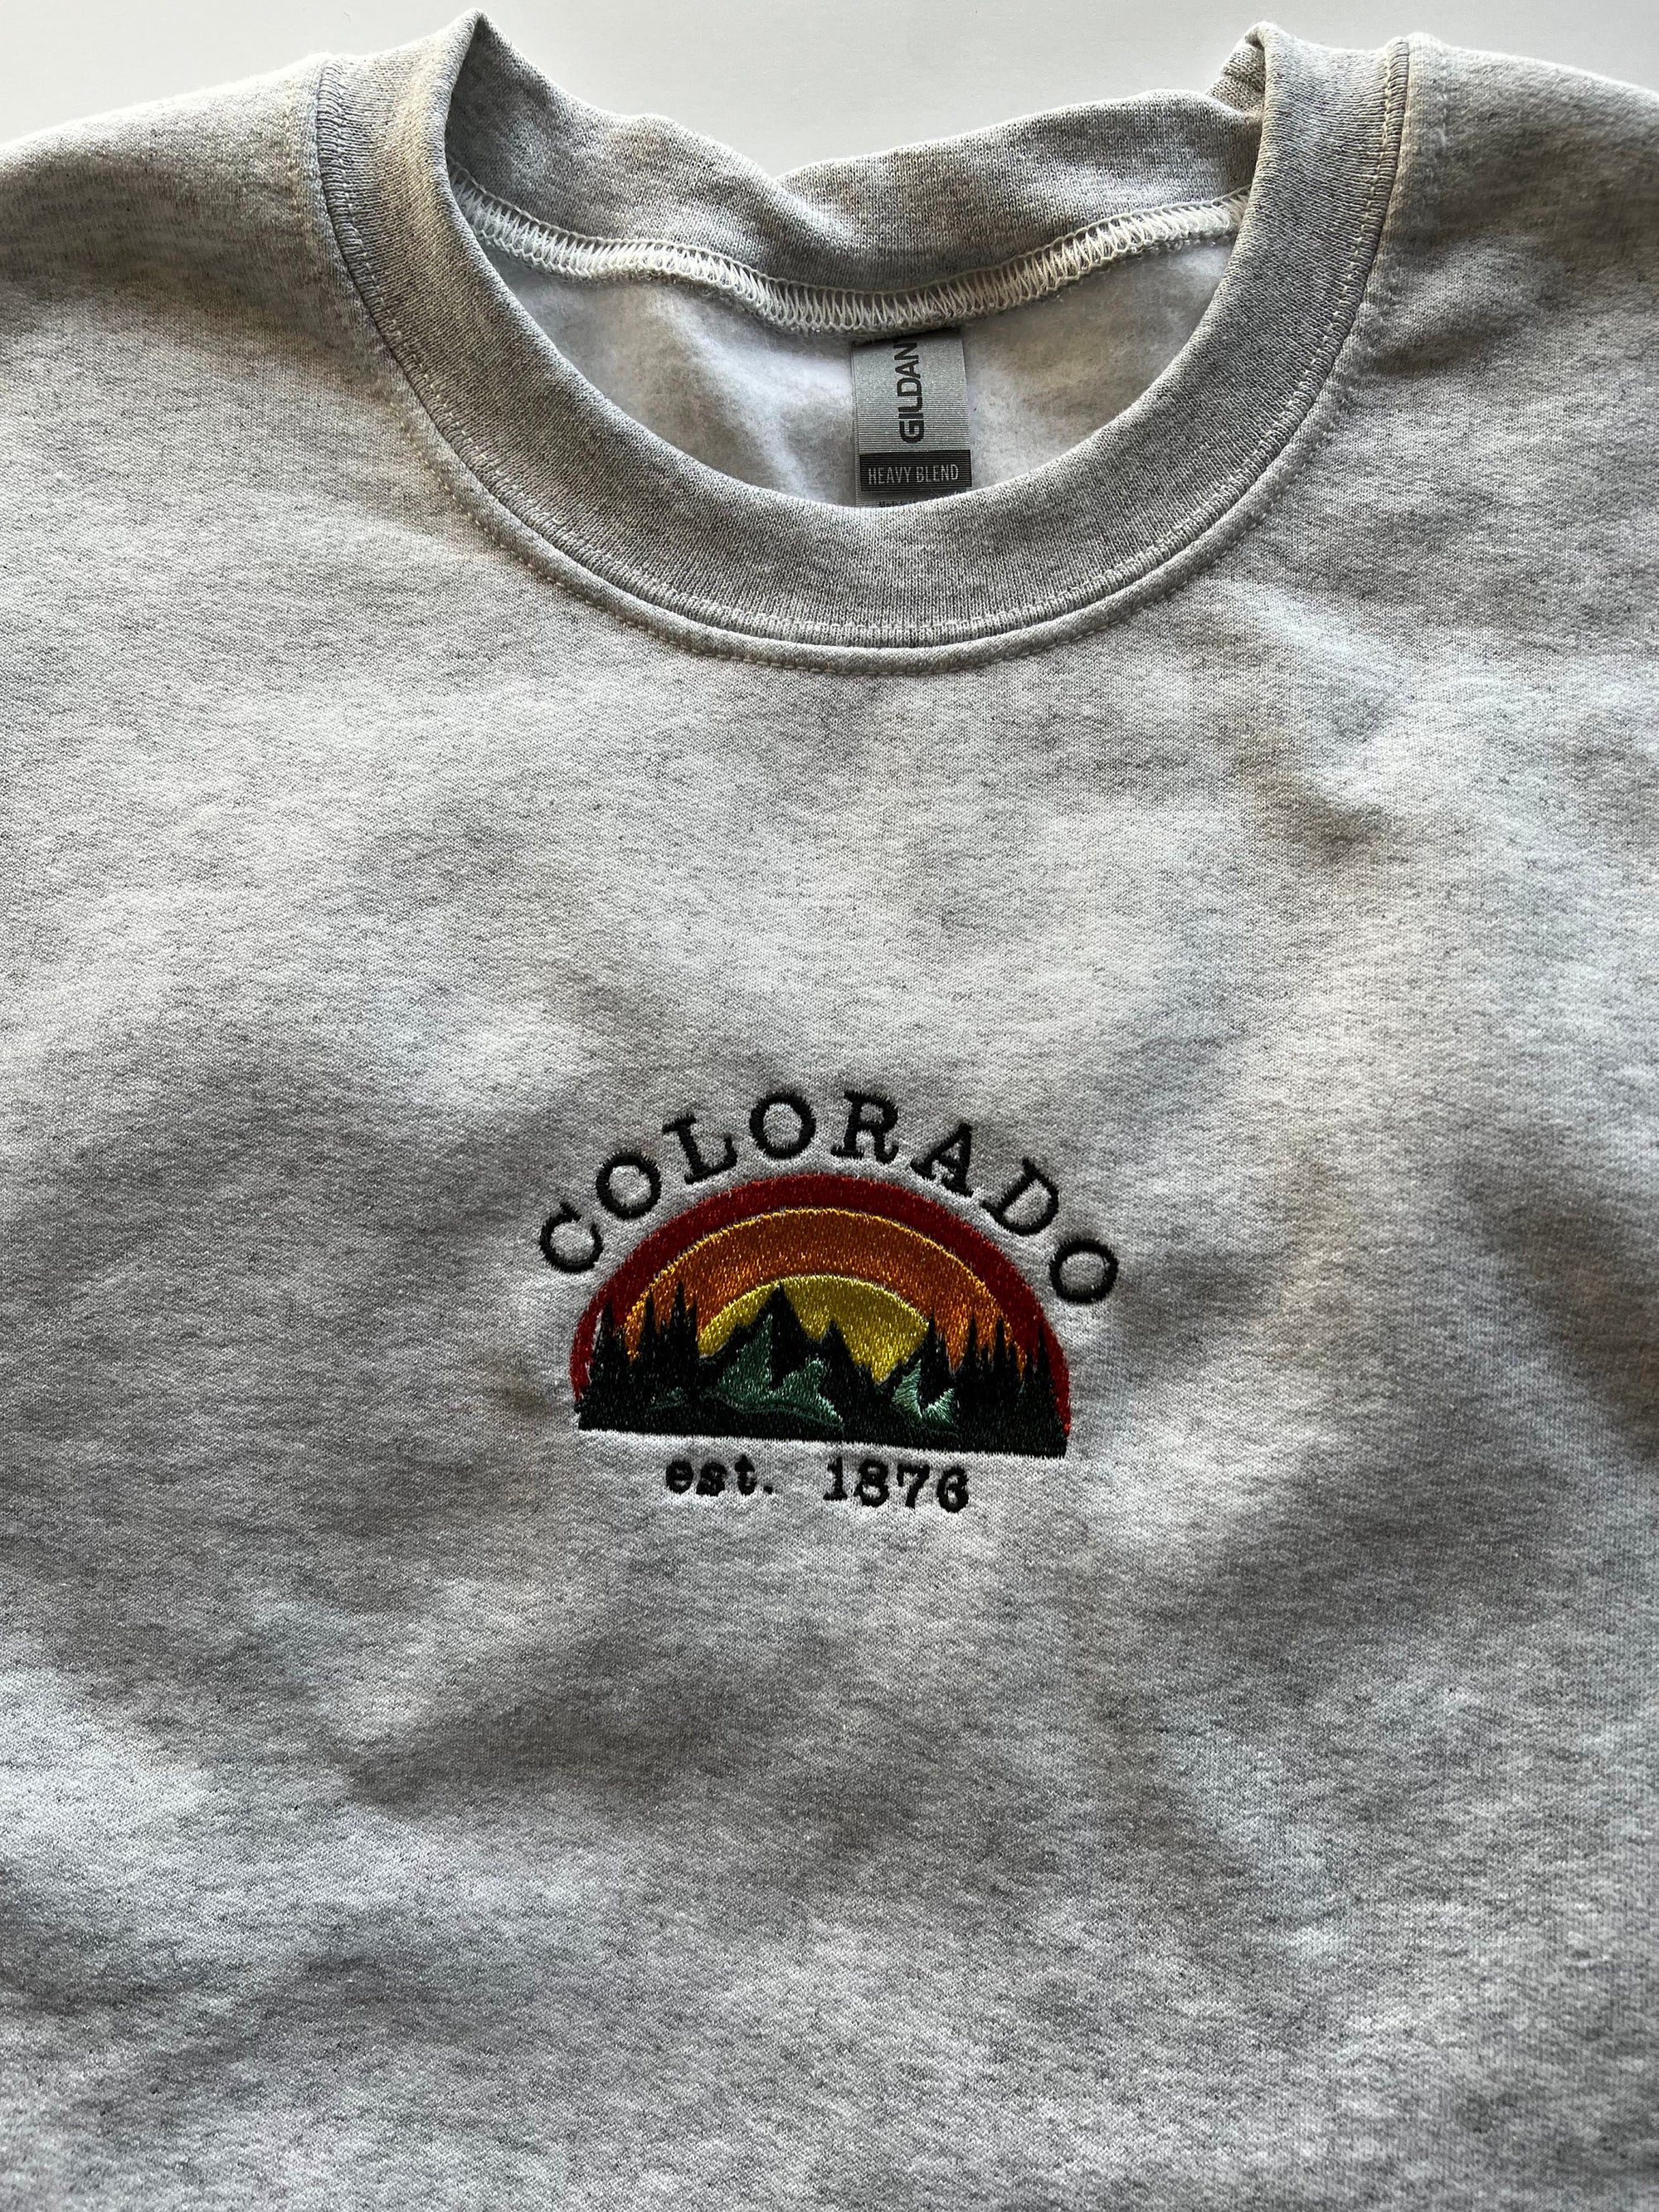 GILDAN
HEAVY BLEND
COLORADO
est. 1876